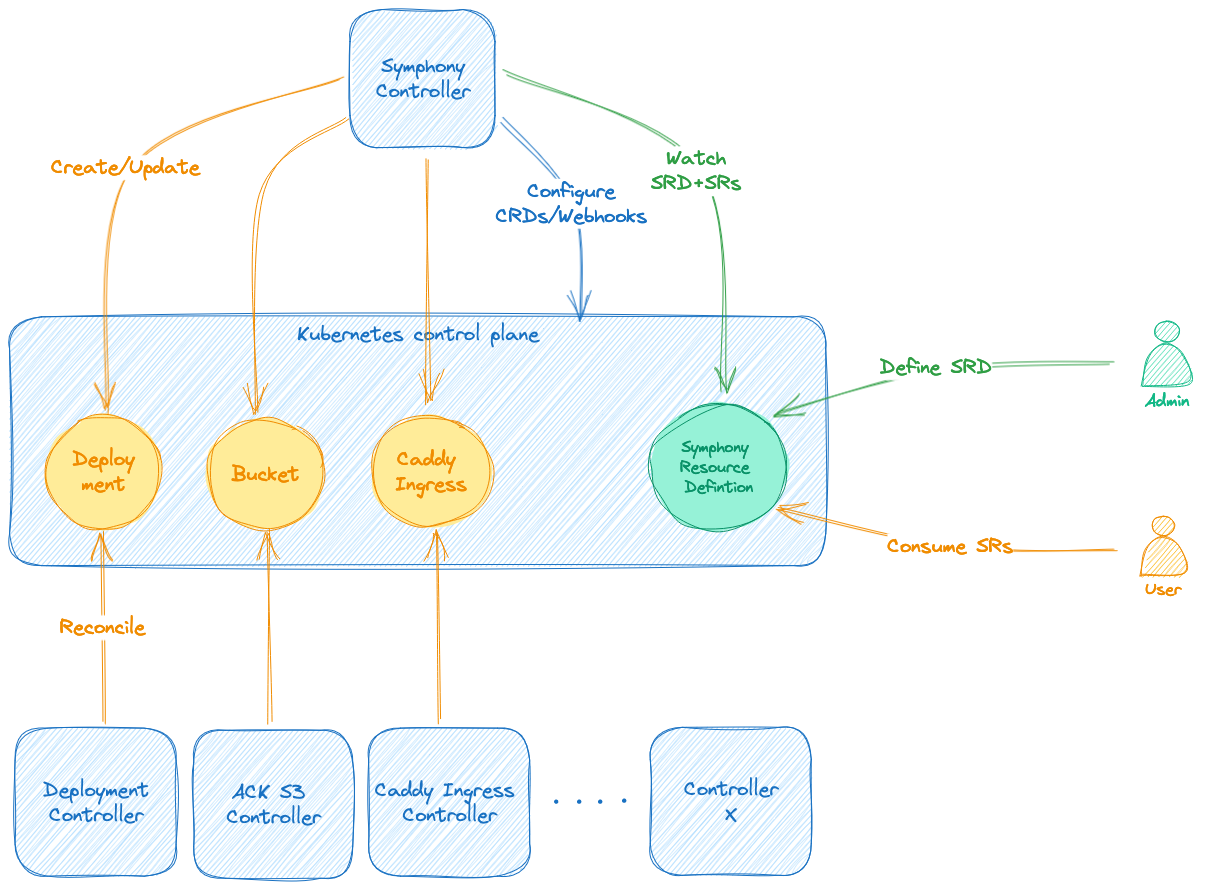 Symphony
Controller
Create/Update
Watch
SRD+SRs
Configure
CRDs/Webhooks
Kubernetes control plane
Define SRD
Admin
Deploy
ment
Bucket
Caddy
Ingress
Symphony
Resource
Defintion
Consume SRs
User
Reconcile
Deployment
Controller
ACK S3
Controller
Caddy Ingress
Controller
. . . .
Controller
X